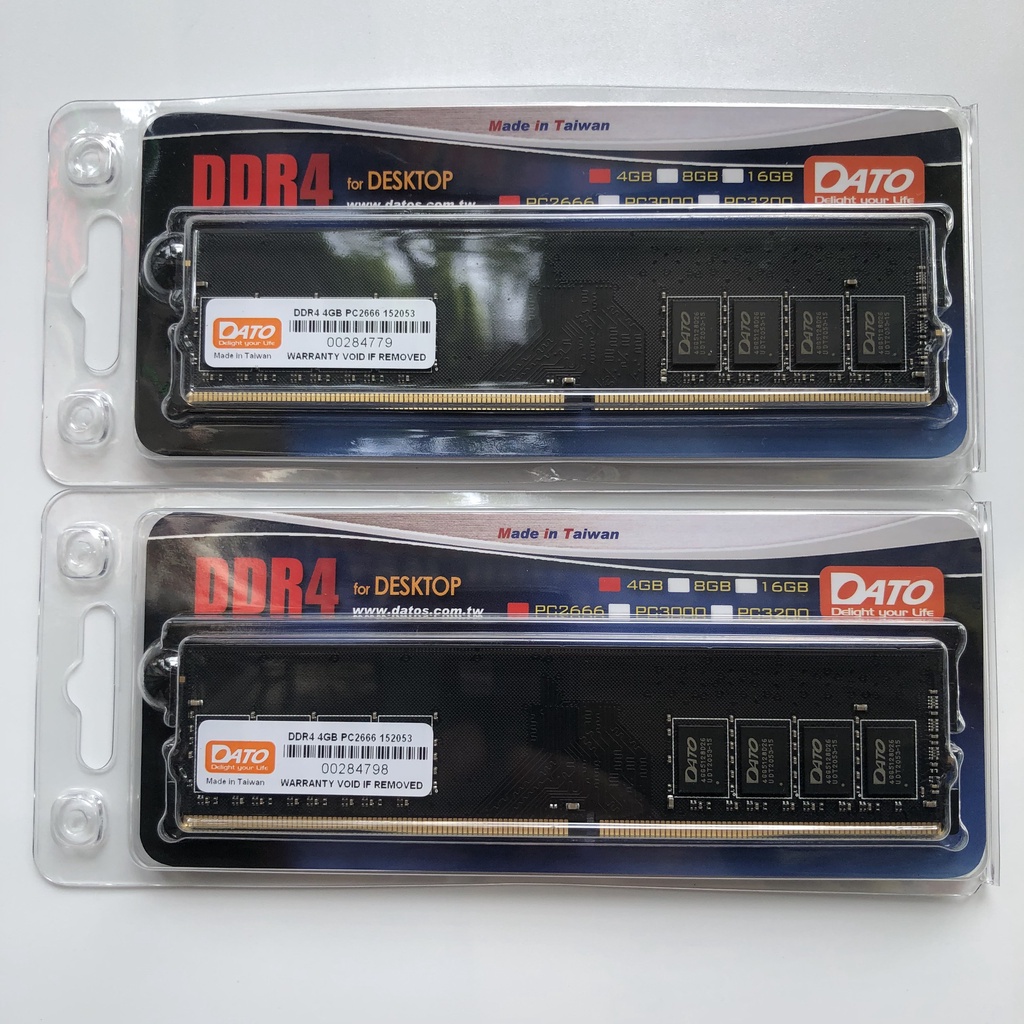 Made in Taiwan
DDR4 for DESKTOP
4GB 8GB 16GB
DATO
Delight your Life
www.datos.com.tw
PC2666 PC3000 PC3200
DATO
Delight your Life
Made in Taiwan
DDR4 4GB PC2666 152053
00284779
WARRANTY VOID IF REMOVED
DATO
DATO
DATO
DATO
Made in Taiwan
DDR4 for DESKTOP
4GB 8GB 16GB
DATO
Delight your Life
www.datos.com.tw
PC2666 PC3000 PC3200
DATO
Delight your Life
Made in Taiwan
DDR4 4GB PC2666 152053
00284798
WARRANTY VOID IF REMOVED
DATO
DATO
DATO
DATO